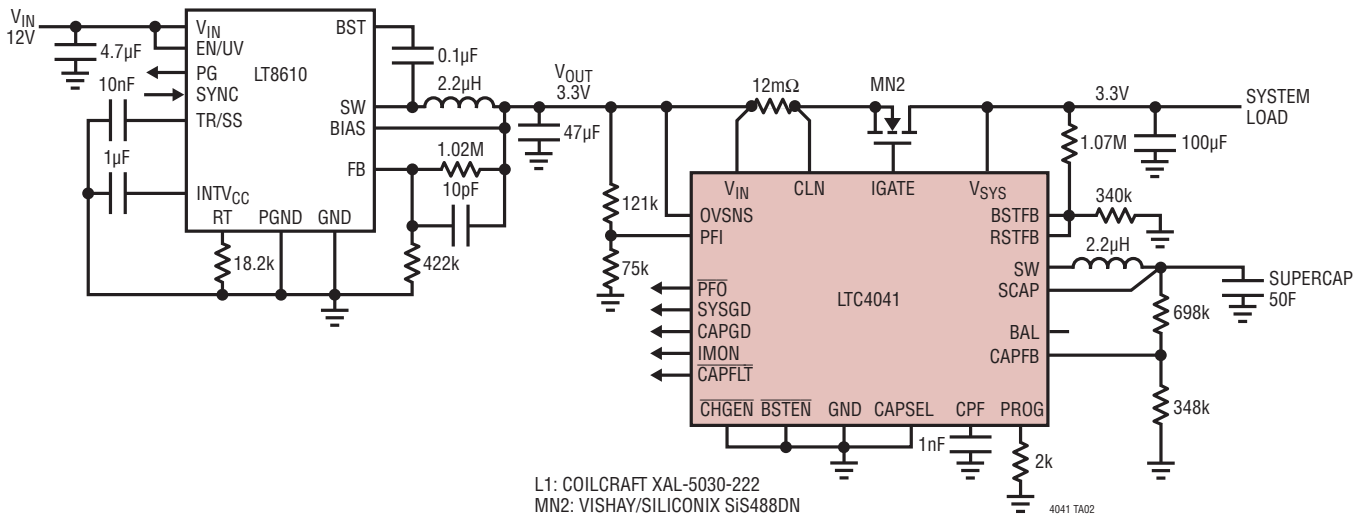 VIN
12V
4.7µF
VIN
EN/UV
PG
SYNC
TR/SS
INTVCC
RT
PGND
GND
LT8610
BST
SW
BIAS
FB
10nF
1µF
18.2k
0.1µF
2.2µH
1.02M
10pF
422k
VOUT
3.3V
47µF
12mΩ
MN2
3.3V
SYSTEM
LOAD
1.07M
100µF
121k
75k
VIN
CLN
IGATE
VSYS
OVSNS
PFI
PFO
SYSGD
CAPGD
IMON
CAPFLT
LTC4041
BSTFB
RSTFB
SW
SCAP
BAL
CAPFB
CHGEN
BSTEN
GND
CAPSEL
CPF
PROG
340k
2.2µH
SUPERCAP
50F
698k
348k
1nF
2k
L1: COILCRAFT XAL-5030-222
MN2: VISHAY/SILICONIX SiS488DN
4041 TA02